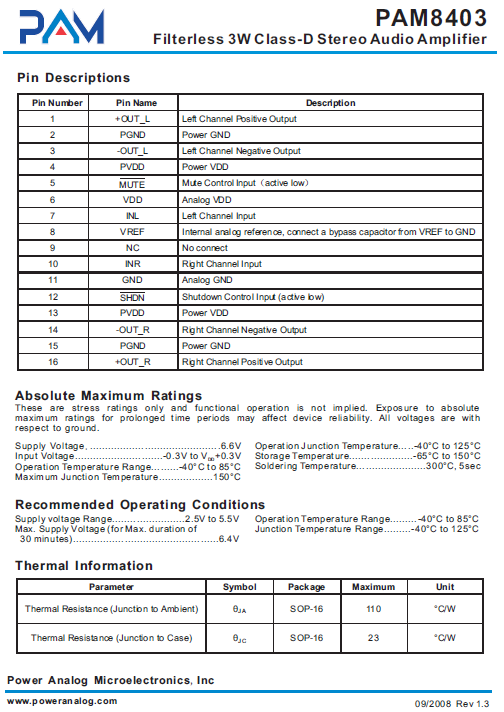 PAM
PAM8403
Filterless 3W Class-D Stereo Audio Amplifier
Pin Descriptions
Pin Number Pin Name Description
1 +OUT_L Left Channel Positive Output
2 PGND Power GND
3 -OUT_L Left Channel Negative Output
4 PVDD Power VDD
5 MUTE Mute Control Input（active low）
6 VDD Analog VDD
7 INL Left Channel Input
8 VREF Internal analog reference, connect a bypass capacitor from VREF to GND
9 NC No connect
10 INR Right Channel Input
11 GND Analog GND
12 SHDN Shutdown Control Input (active low)
13 PVDD Power VDD
14 -OUT_R Right Channel Negative Output
15 PGND Power GND
16 +OUT_R Right Channel Positive Output
Absolute Maximum Ratings
These are stress ratings only and functional operation is not implied. Exposure to absolute
maximum ratings for prolonged time periods may affect device reliability. All voltages are with
respect to ground.
Supply Voltage, ............................................6.6V
Input Voltage.............................-0.3V to VDD+0.3V
Operation Temperature Range.........-40°C to 85°C
Maximum Junction Temperature..................150°C
Operation Junction Temperature.....-40°C to 125°C
Storage Temperature.....................-65°C to 150°C
Soldering Temperature.......................300°C, 5sec
Recommended Operating Conditions
Supply voltage Range........................2.5V to 5.5V
Max. Supply Voltage (for Max. duration of
30 minutes)................................................6.4V
Operation Temperature Range.........-40°C to 85°C
Junction Temperature Range.........-40°C to 125°C
Thermal Information
Parameter Symbol Package Maximum Unit
Thermal Resistance (Junction to Ambient) θJA SOP-16 110 °C/W
Thermal Resistance (Junction to Case) θJC SOP-16 23 °C/W
Power Analog Microelectronics, Inc
www.poweranalog.com
09/2008 Rev 1.3